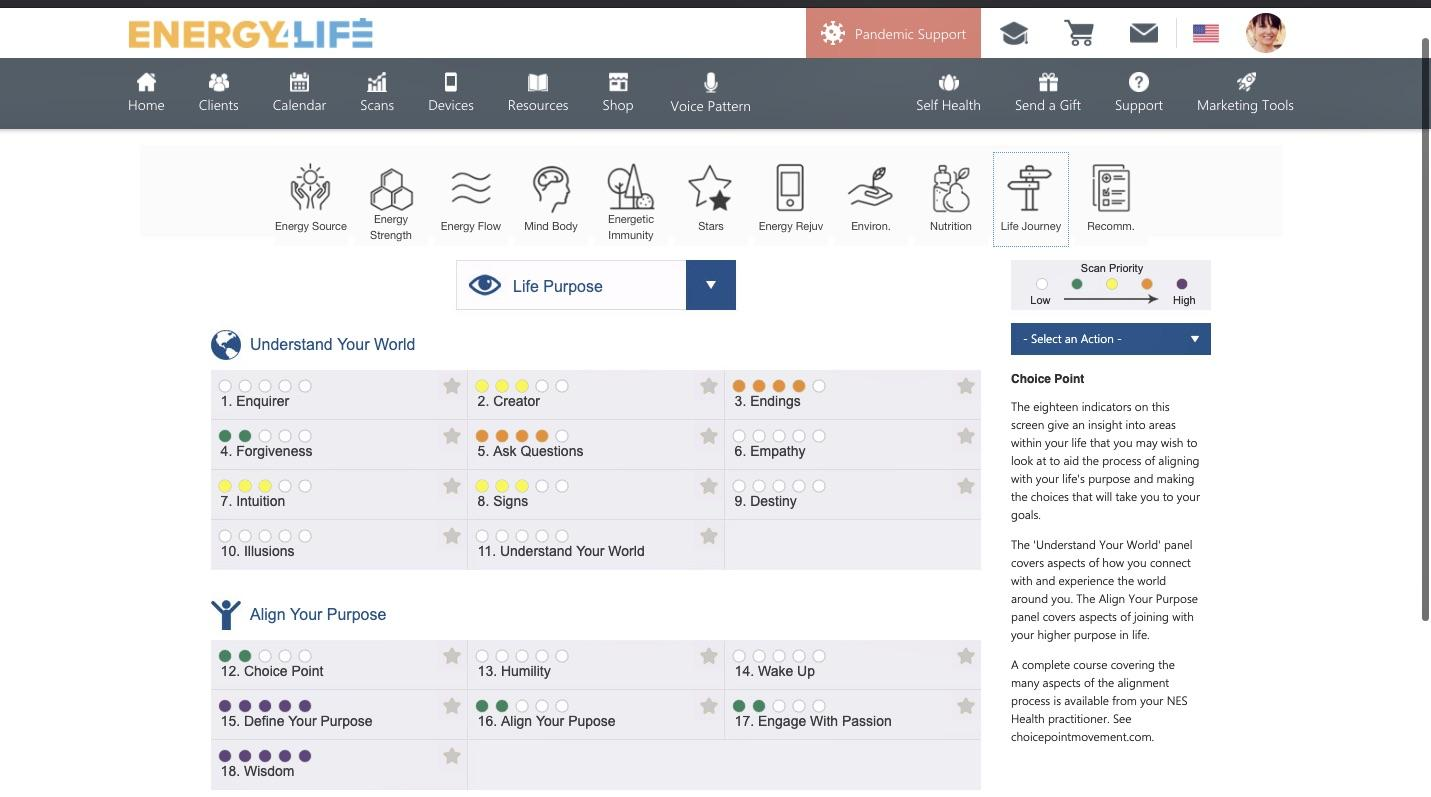 ENERGY4LIFE
Pandemic Support
Home
Clients
Calendar
Scans
Devices
Resources
Shop
Voice Pattern
Self Health
Send a Gift
Support
Marketing Tools
Energy Source
Energy
Strength
Energy Flow
Mind Body
Energetic
Immunity
Stars
Energy Rejuv
Environ.
Nutrition
Life Journey
Recomm.
Life Purpose
Scan Priority
Low
High
- Select an Action -
Understand Your World
1. Enquirer
2. Creator
3. Endings
4. Forgiveness
5. Ask Questions
6. Empathy
7. Intuition
8. Signs
9. Destiny
10. Illusions
11. Understand Your World
Align Your Purpose
12. Choice Point
13. Humility
14. Wake Up
15. Define Your Purpose
16. Align Your Pupose
17. Engage With Passion
18. Wisdom
Choice Point
The eighteen indicators on this
screen give an insight into areas
within your life that you may wish to
look at to aid the process of aligning
with your life's purpose and making
the choices that will take you to your
goals.
The 'Understand Your World' panel
covers aspects of how you connect
with and experience the world
around you. The Align Your Purpose
panel covers aspects of joining with
your higher purpose in life.
A complete course covering the
many aspects of the alignment
process is available from your NES
Health practitioner. See
choicepointmovement.com.